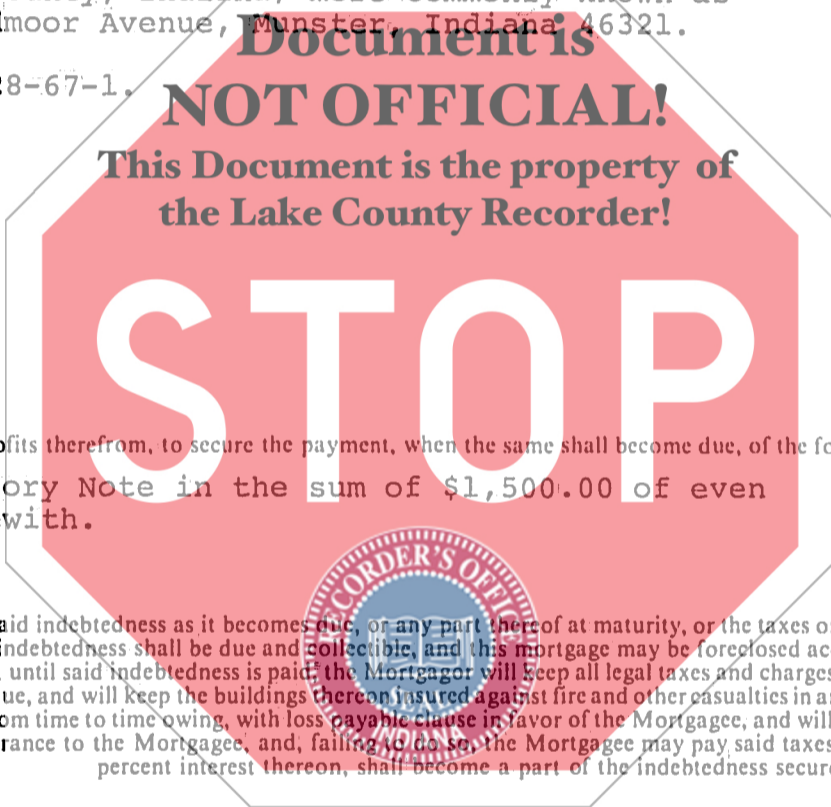 moor Avenue, Munster, Indiana 46321.
Document is
8-67-1.
NOT OFFICIAL!
This Document is the property of
the Lake County Recorder!
STOP
fits therefrom, to secure the payment, when the same shall become due, of the fo
ory Note in the sum of $1,500.00 of even
with.
RECORDER'S OFFICE
INDIANA
aid indebtedness as it becomes due, or any part thereof at maturity, or the taxes o
indebtedness shall be due and collectible, and this mortgage may be foreclosed ac
until said indebtedness is paid, the Mortgagor will keep all legal taxes and charges
ue, and will keep the buildings thereon insured against fire and other casualties in a
om time to time owing, with loss payable clause in favor of the Mortgagee, and will
rance to the Mortgagee, and, failing to do so, the Mortgagee may pay said taxes
percent interest thereon, shall become a part of the indebtedness secur